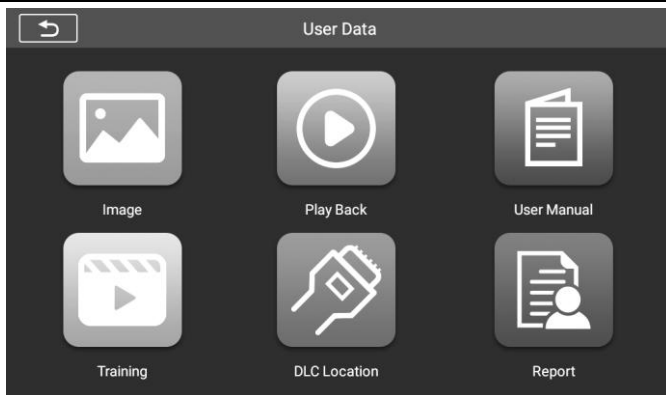 User Data
Image
Play Back
User Manual
Training
DLC Location
Report